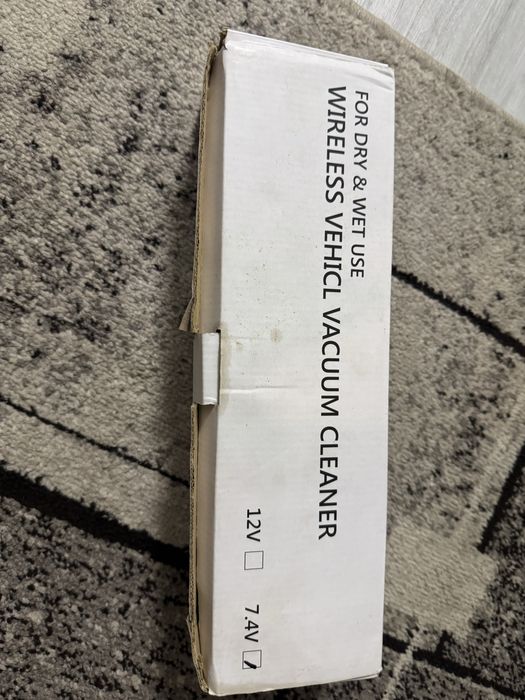 FOR DRY & WET USE
WIRELESS VEHICL VACUUM CLEANER
12V ☐ 7.4V ☑